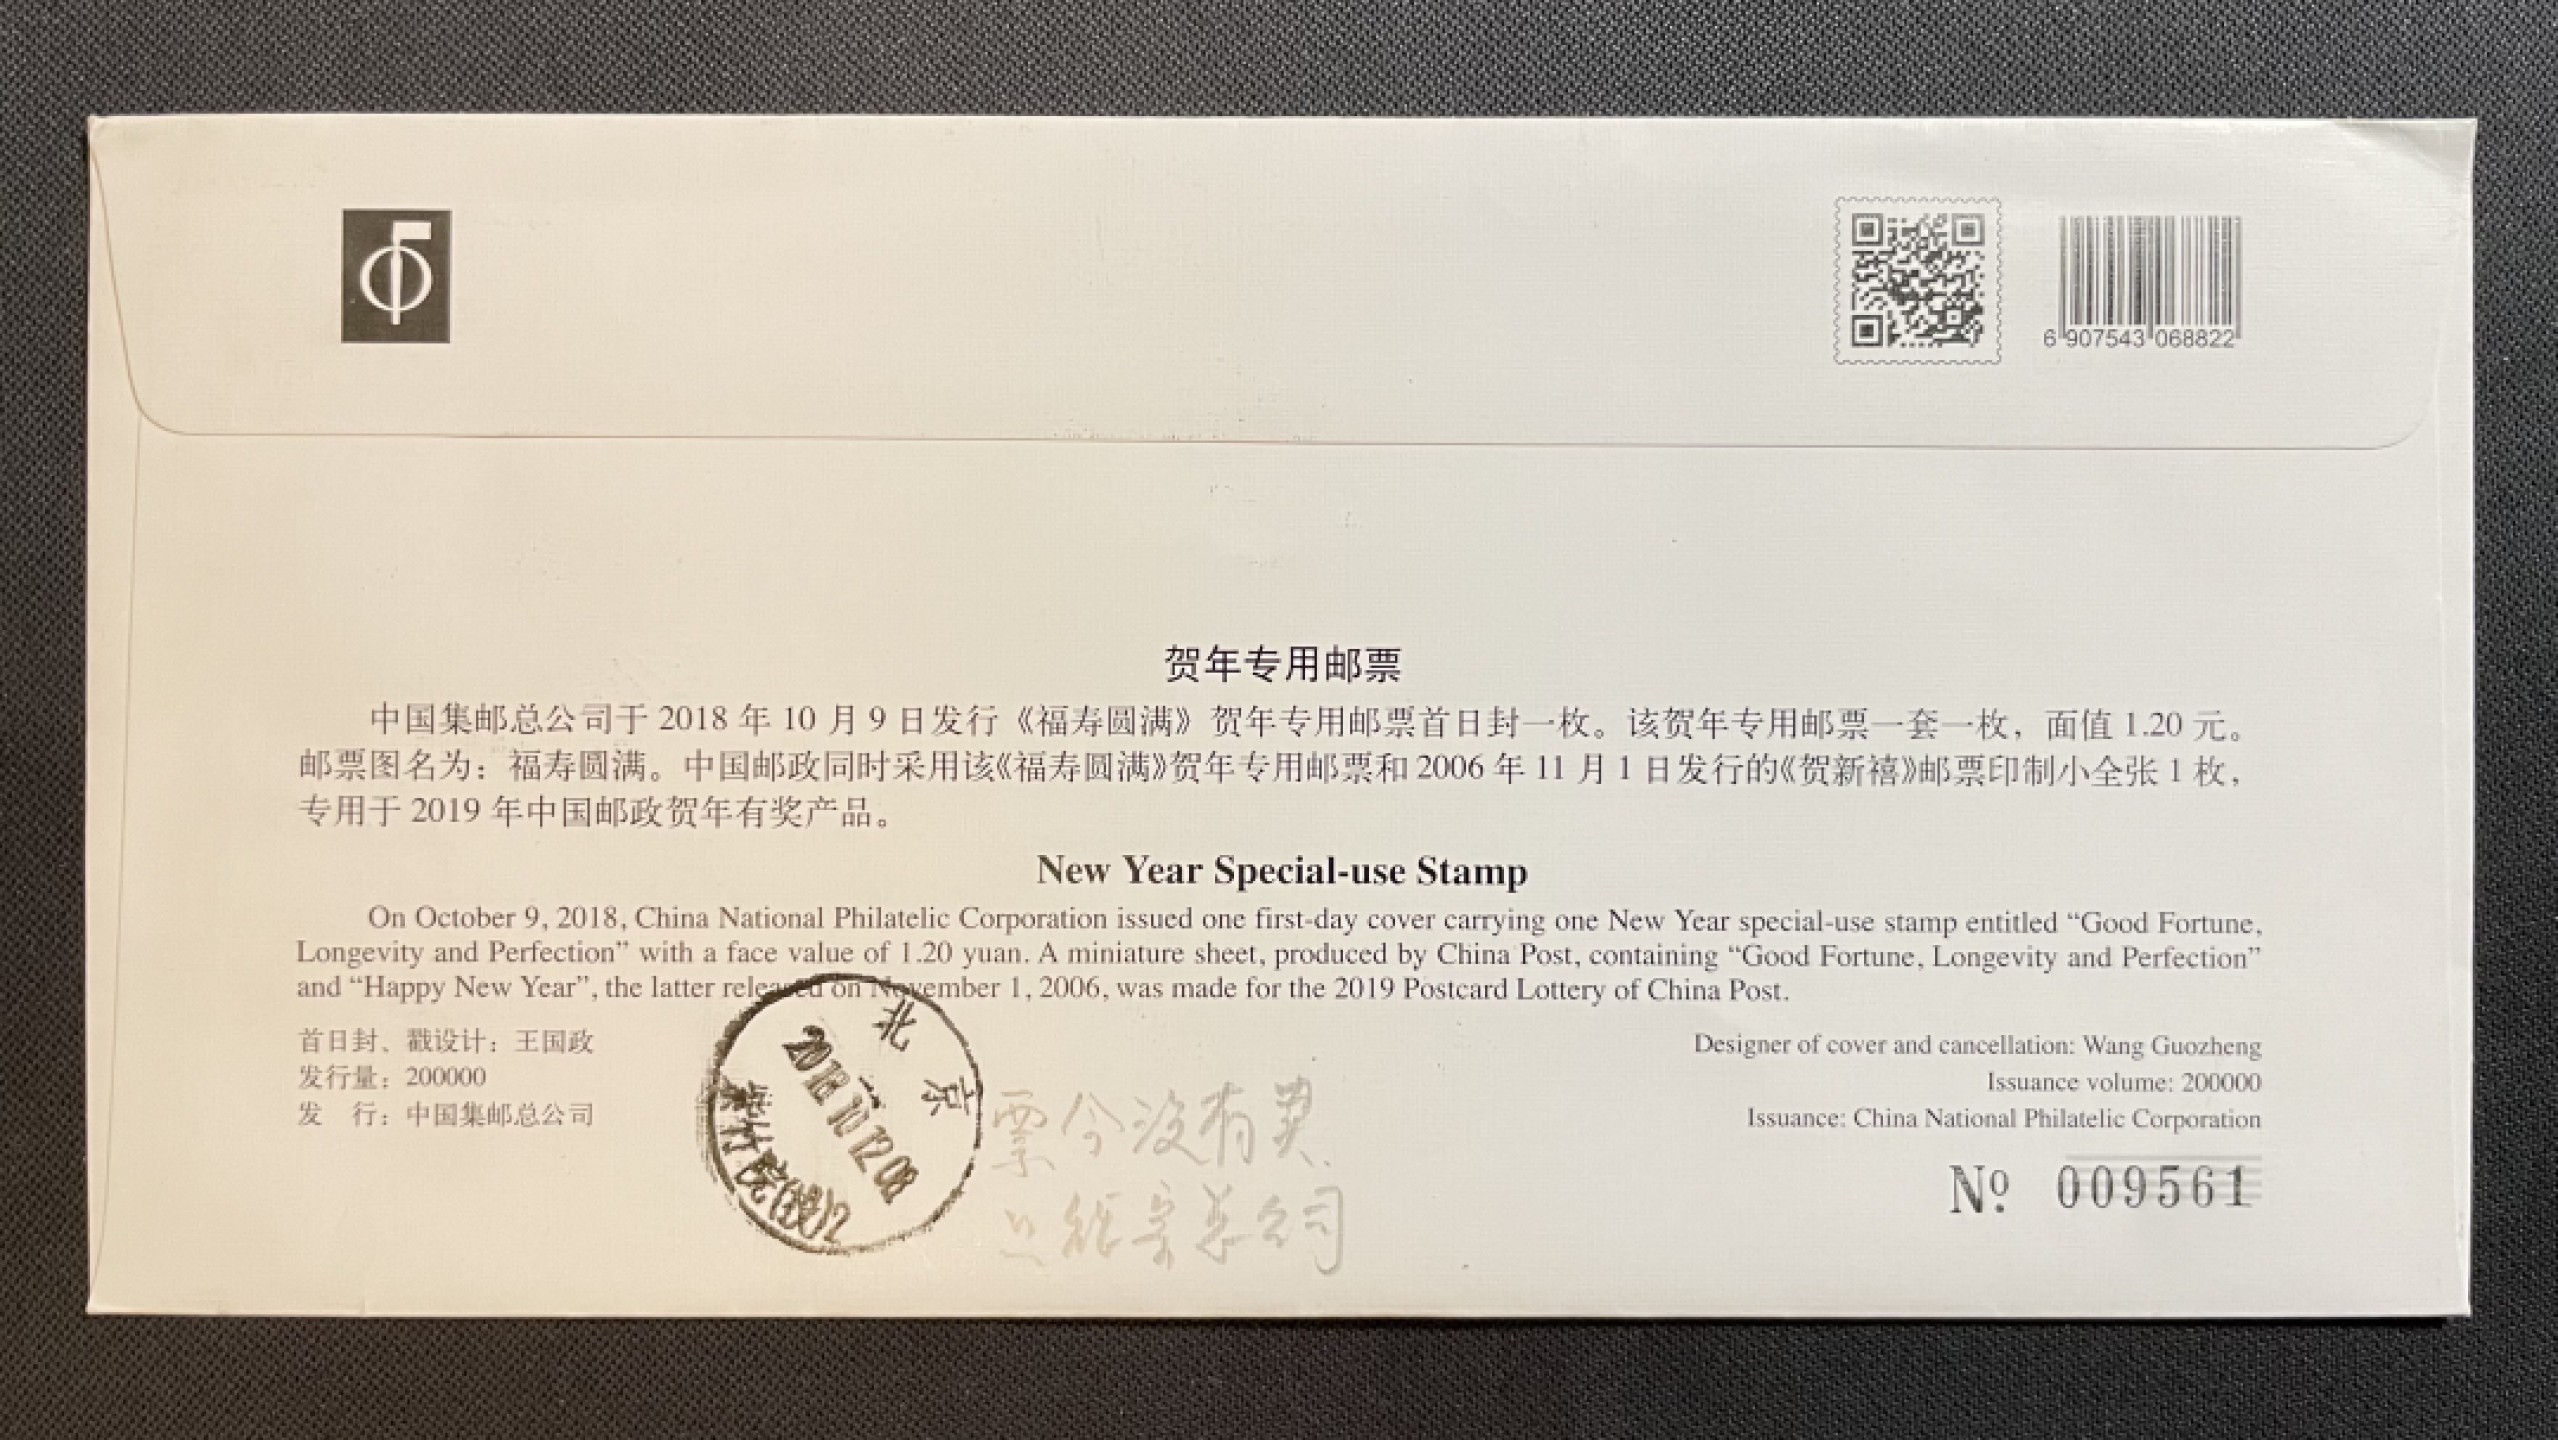 6 907543 068822
贺年专用邮票
中国集邮总公司于 2018 年 10 月 9 日发行《福寿圆满》贺年专用邮票首日封一枚。该贺年专用邮票一套一枚，面值 1.20 元。
邮票图名为：福寿圆满。中国邮政同时采用该《福寿圆满》贺年专用邮票和 2006 年 11 月 1 日发行的《贺新禧》邮票印制小全张 1 枚，
专用于 2019 年中国邮政贺年有奖产品。
New Year Special-use Stamp
On October 9, 2018, China National Philatelic Corporation issued one first-day cover carrying one New Year special-use stamp entitled “Good Fortune,
Longevity and Perfection” with a face value of 1.20 yuan. A miniature sheet, produced by China Post, containing “Good Fortune, Longevity and Perfection”
and “Happy New Year”, the latter released on November 1, 2006, was made for the 2019 Postcard Lottery of China Post.
首日封、戳设计：王国政
发行量：200000
发 行：中国集邮总公司
Designer of cover and cancellation: Wang Guozheng
Issuance volume: 200000
Issuance: China National Philatelic Corporation
北京
2018 10 12 08
紫竹院(投)2
票今没有
公司
Nº 009561